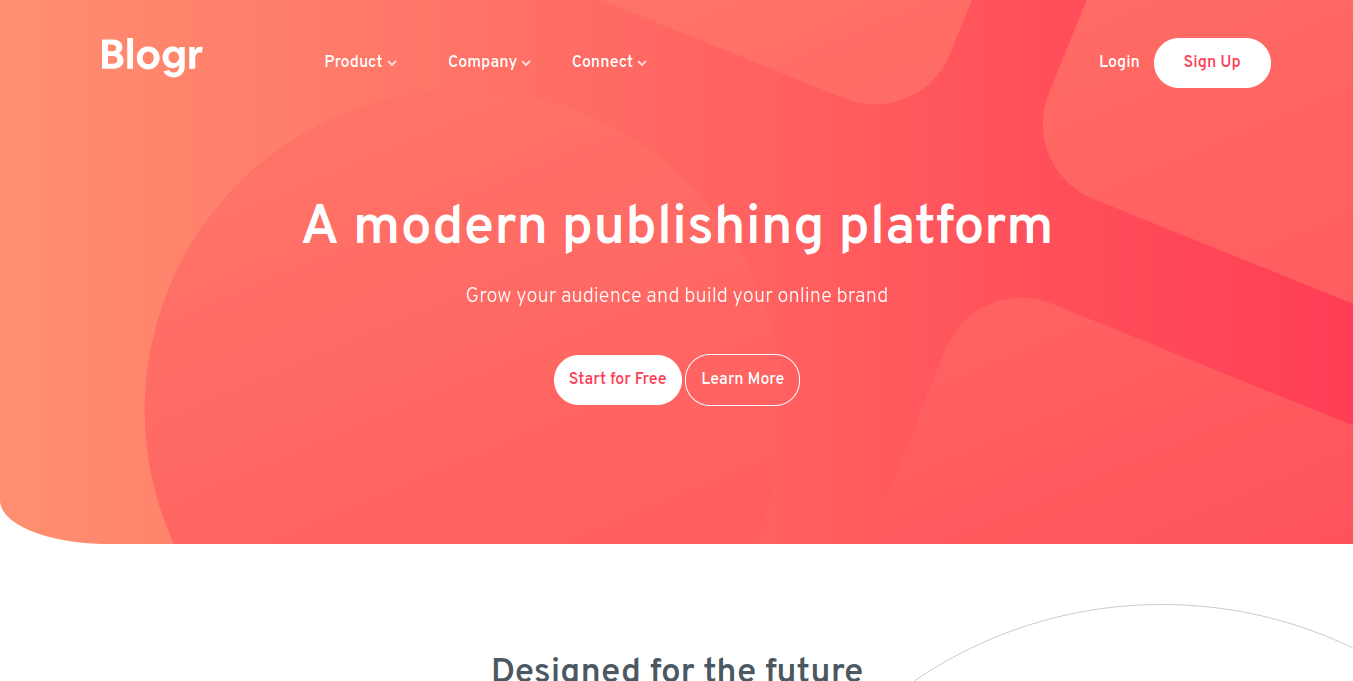 Blogr
Product
Company
Connect
Login
Sign Up
A modern publishing platform
Grow your audience and build your online brand
Start for Free
Learn More
Designed for the future